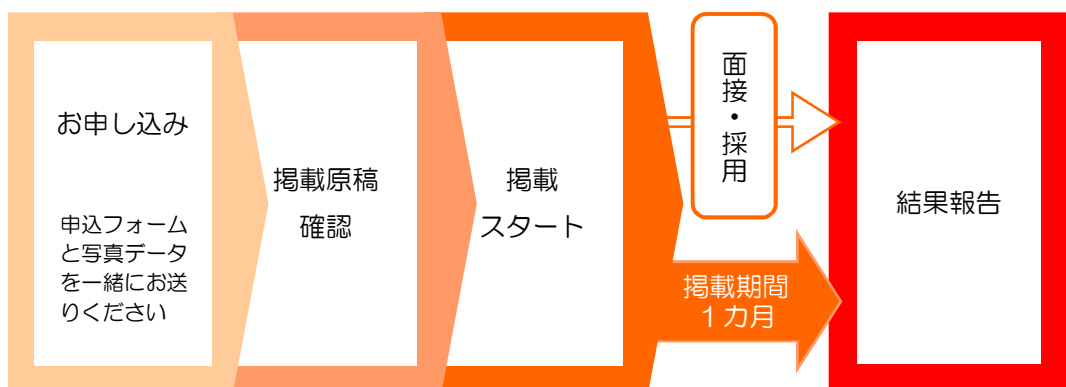 お申し込み
申込フォーム
と写真データ
を一緒にお送
りください
掲載原稿
確認
掲載
スタート
面接・採用
掲載期間
１カ月
結果報告